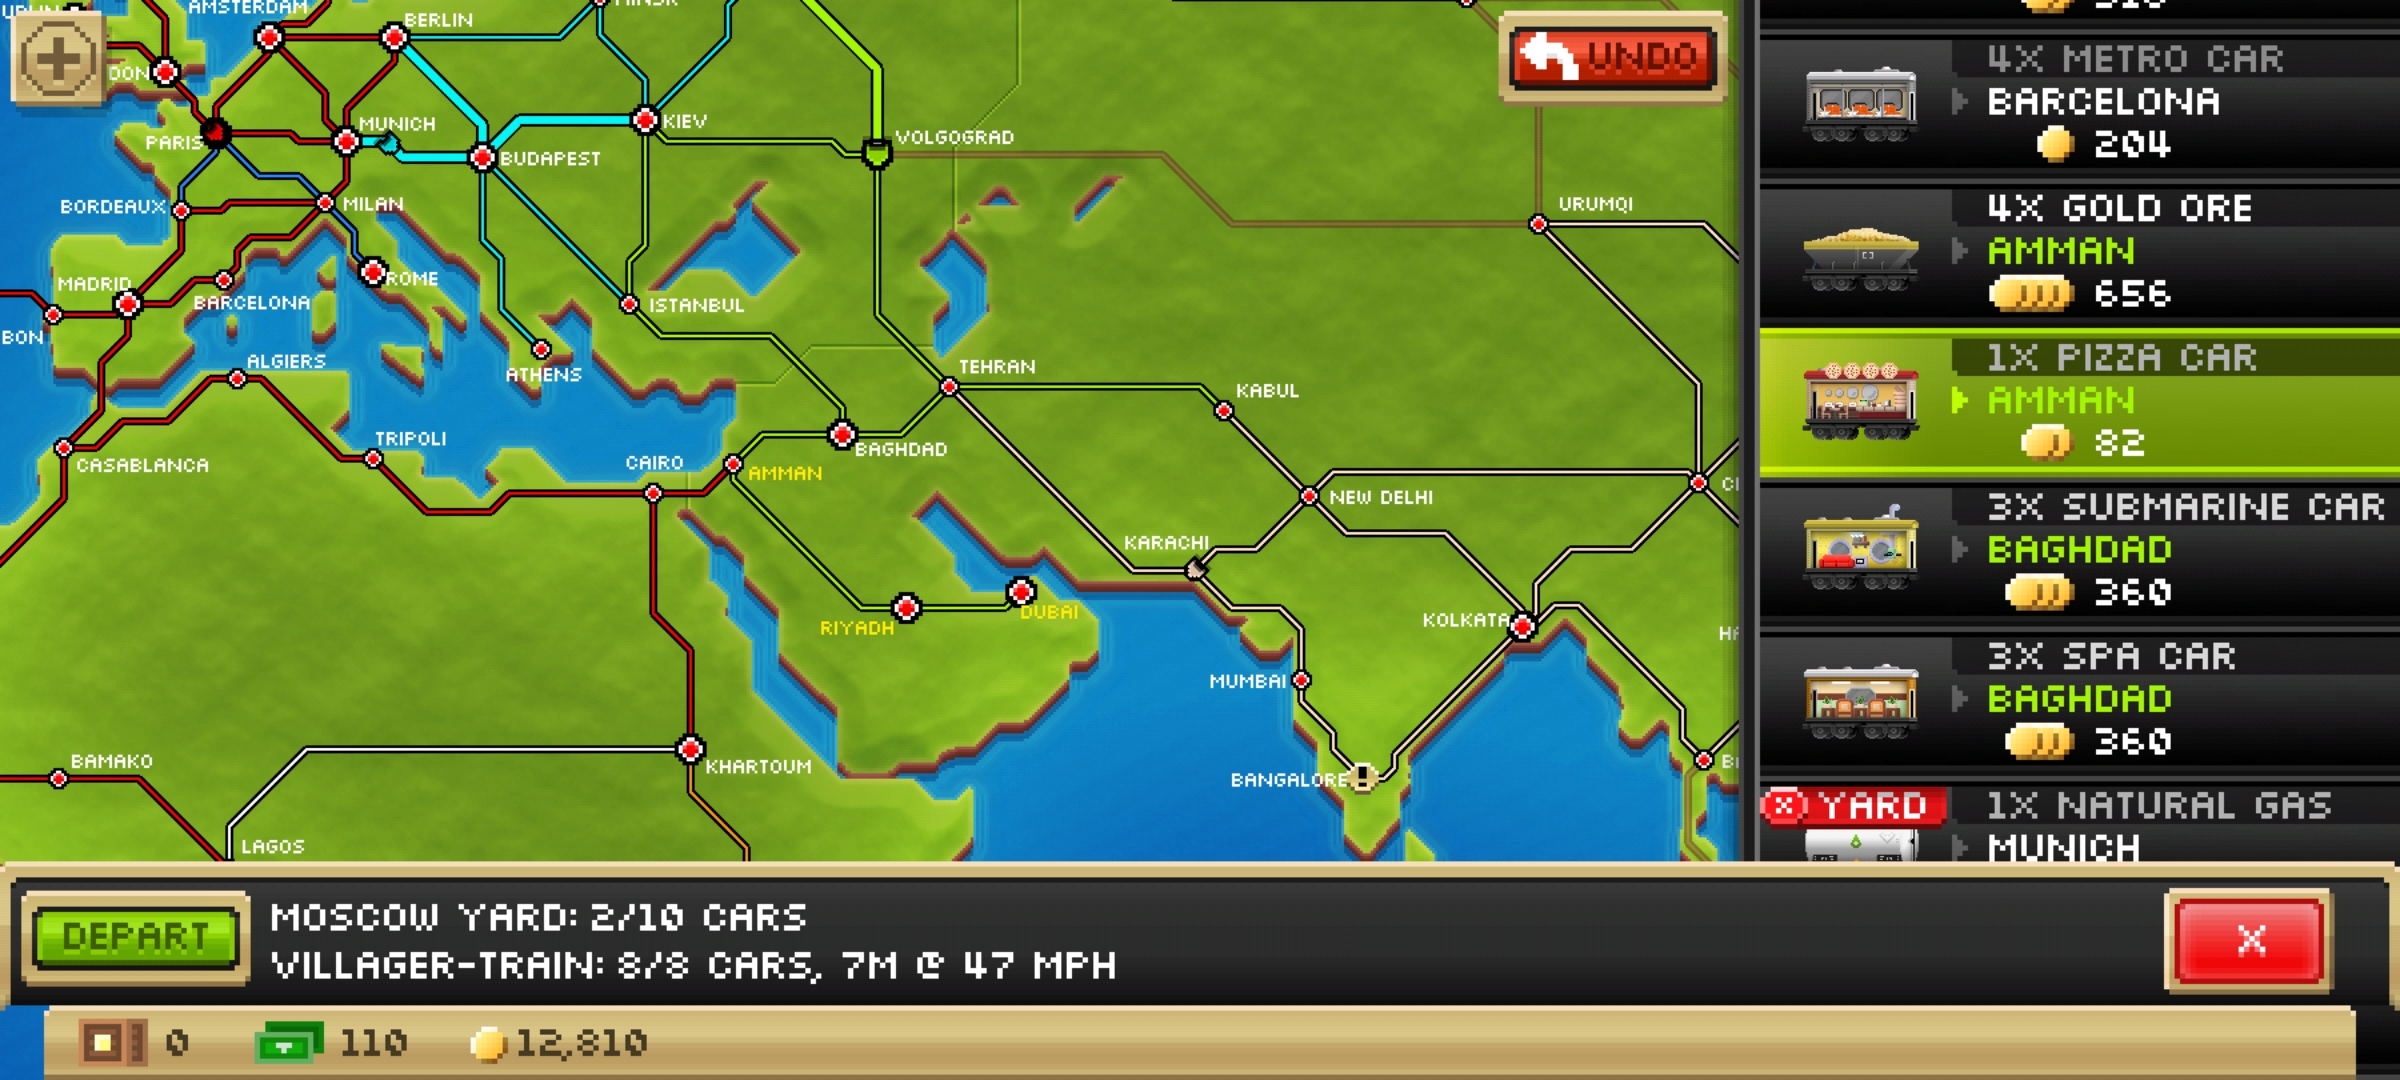 AMSTERDAM
BERLIN
MINSK
DON
PARIS
MUNICH
BUDAPEST
KIEV
VOLGOGRAD
UNDO
BORDEAUX
MILAN
URUMQI
MADRID
BARCELONA
ROME
ISTANBUL
BON
ALGIERS
ATHENS
TEHRAN
KABUL
CASABLANCA
TRIPOLI
CAIRO
AMMAN
BAGHDAD
NEW DELHI
KARACHI
RIYADH
DUBAI
KOLKATA
MUMBAI
BANGALORE
BAMAKO
KHARTOUM
LAGOS
4X METRO CAR
BARCELONA
204
4X GOLD ORE
AMMAN
656
1X PIZZA CAR
AMMAN
82
3X SUBMARINE CAR
BAGHDAD
360
3X SPA CAR
BAGHDAD
360
YARD
1X NATURAL GAS
MUNICH
DEPART
MOSCOW YARD: 2/10 CARS
VILLAGER-TRAIN: 8/8 CARS, 7M @ 47 MPH
X
0
110
12,810